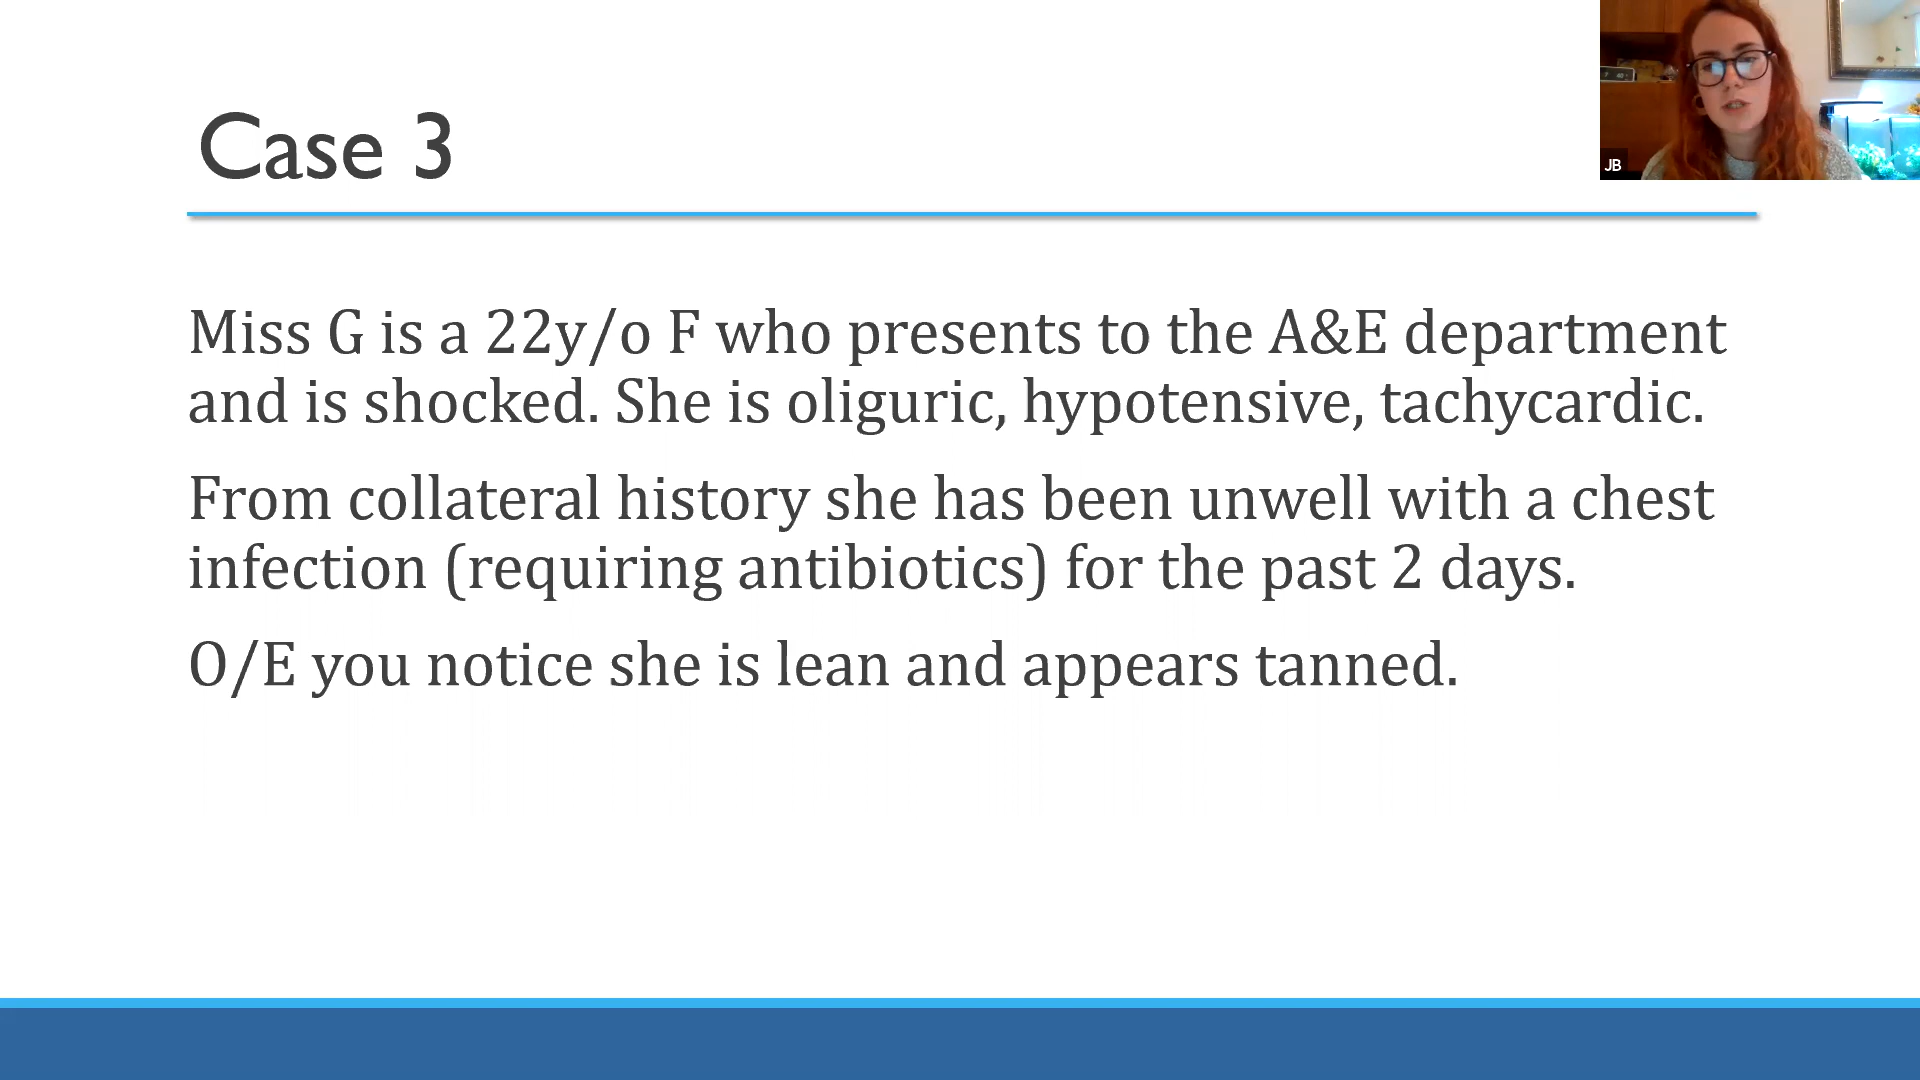 Case 3
JB
Miss G is a 22y/o F who presents to the A&E department
and is shocked. She is oliguric, hypotensive, tachycardic.
From collateral history she has been unwell with a chest
infection (requiring antibiotics) for the past 2 days.
O/E you notice she is lean and appears tanned.